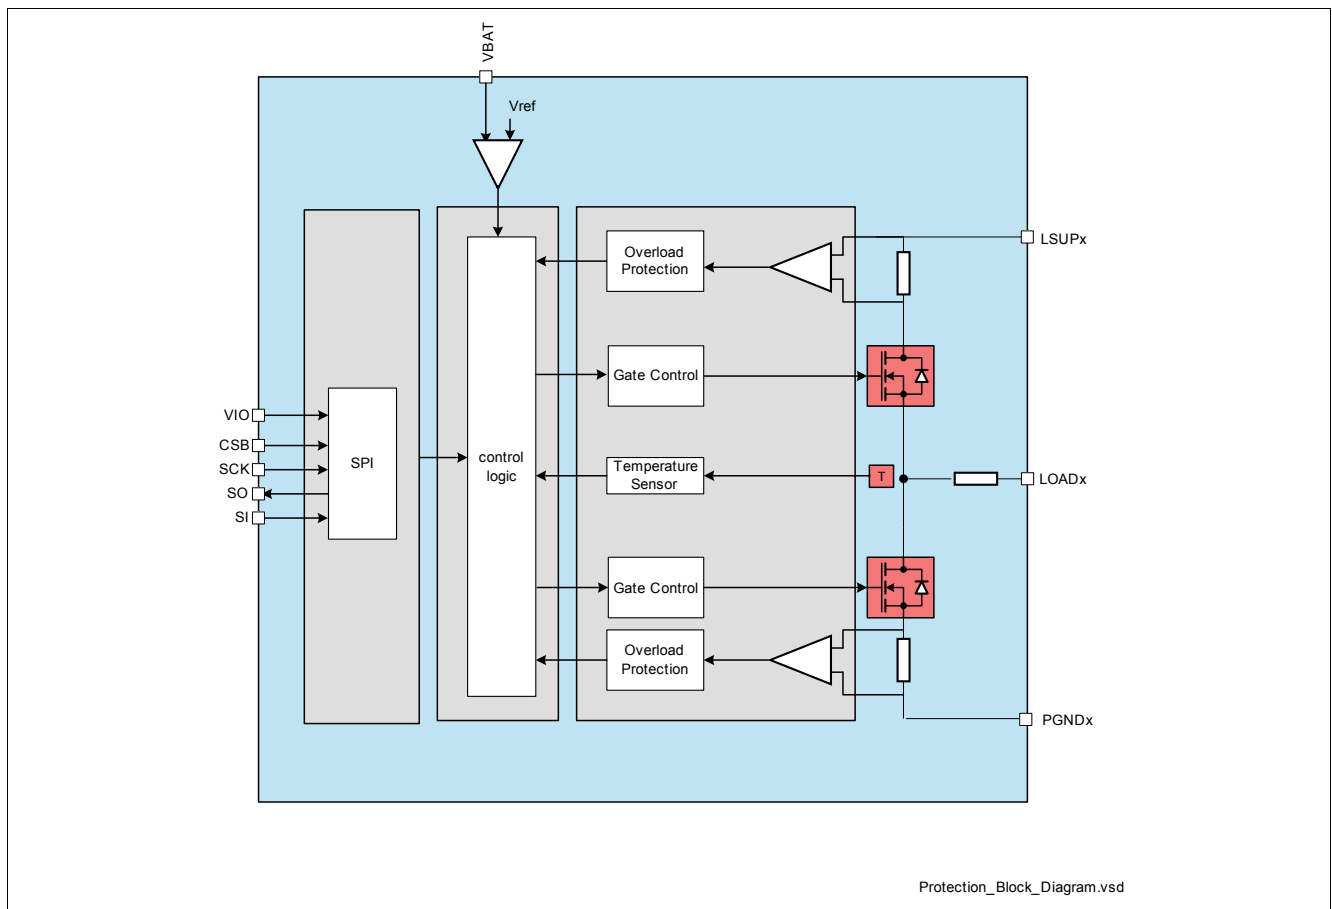 VBAT
Vref
Overload
Protection
LSUPx
Gate Control
VIO
CSB
SCK
SO
SI
SPI
control
logic
Temperature
Sensor
T
LOADx
Gate Control
Overload
Protection
PGNDx
Protection_Block_Diagram.vsd